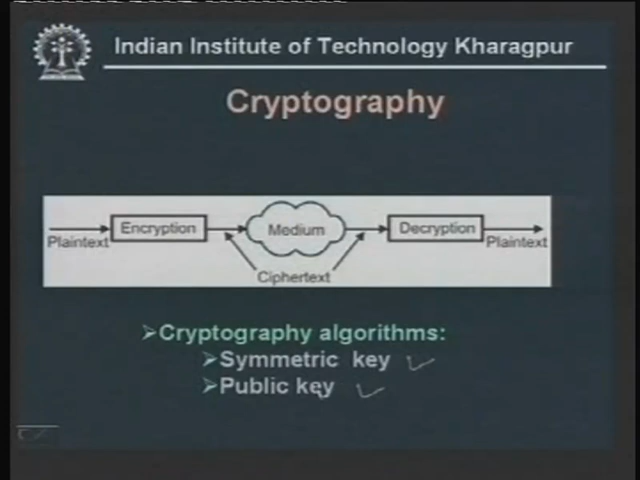 Indian Institute of Technology Kharagpur
Cryptography
Plaintext
Encryption
Medium
Decryption
Plaintext
Ciphertext
➢Cryptography algorithms:
➢Symmetric key
➢Public key